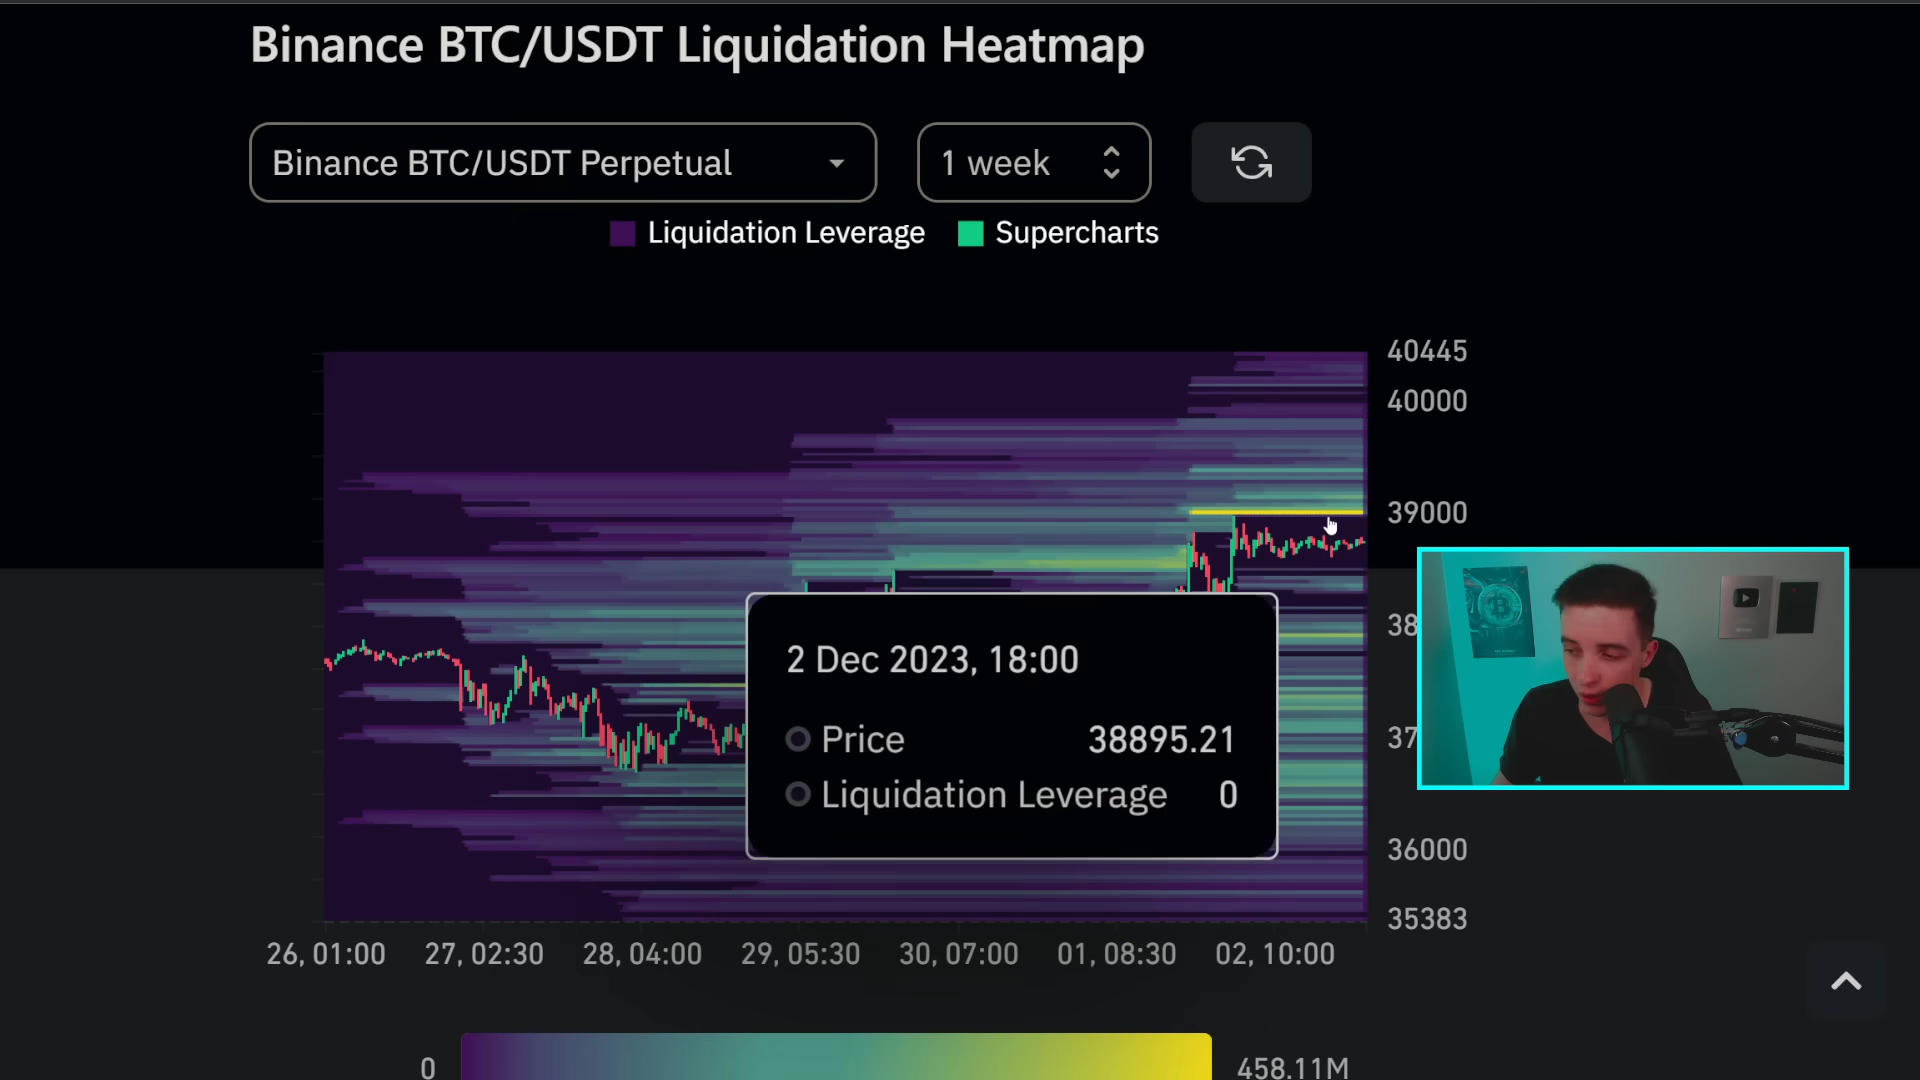 Binance BTC/USDT Liquidation Heatmap
Binance BTC/USDT Perpetual
1 week
Liquidation Leverage
Supercharts
40445
40000
39000
38
37
36000
35383
2 Dec 2023, 18:00
Price 38895.21
Liquidation Leverage 0
26, 01:00 27, 02:30 28, 04:00 29, 05:30 30, 07:00 01, 08:30 02, 10:00
0 458.11M